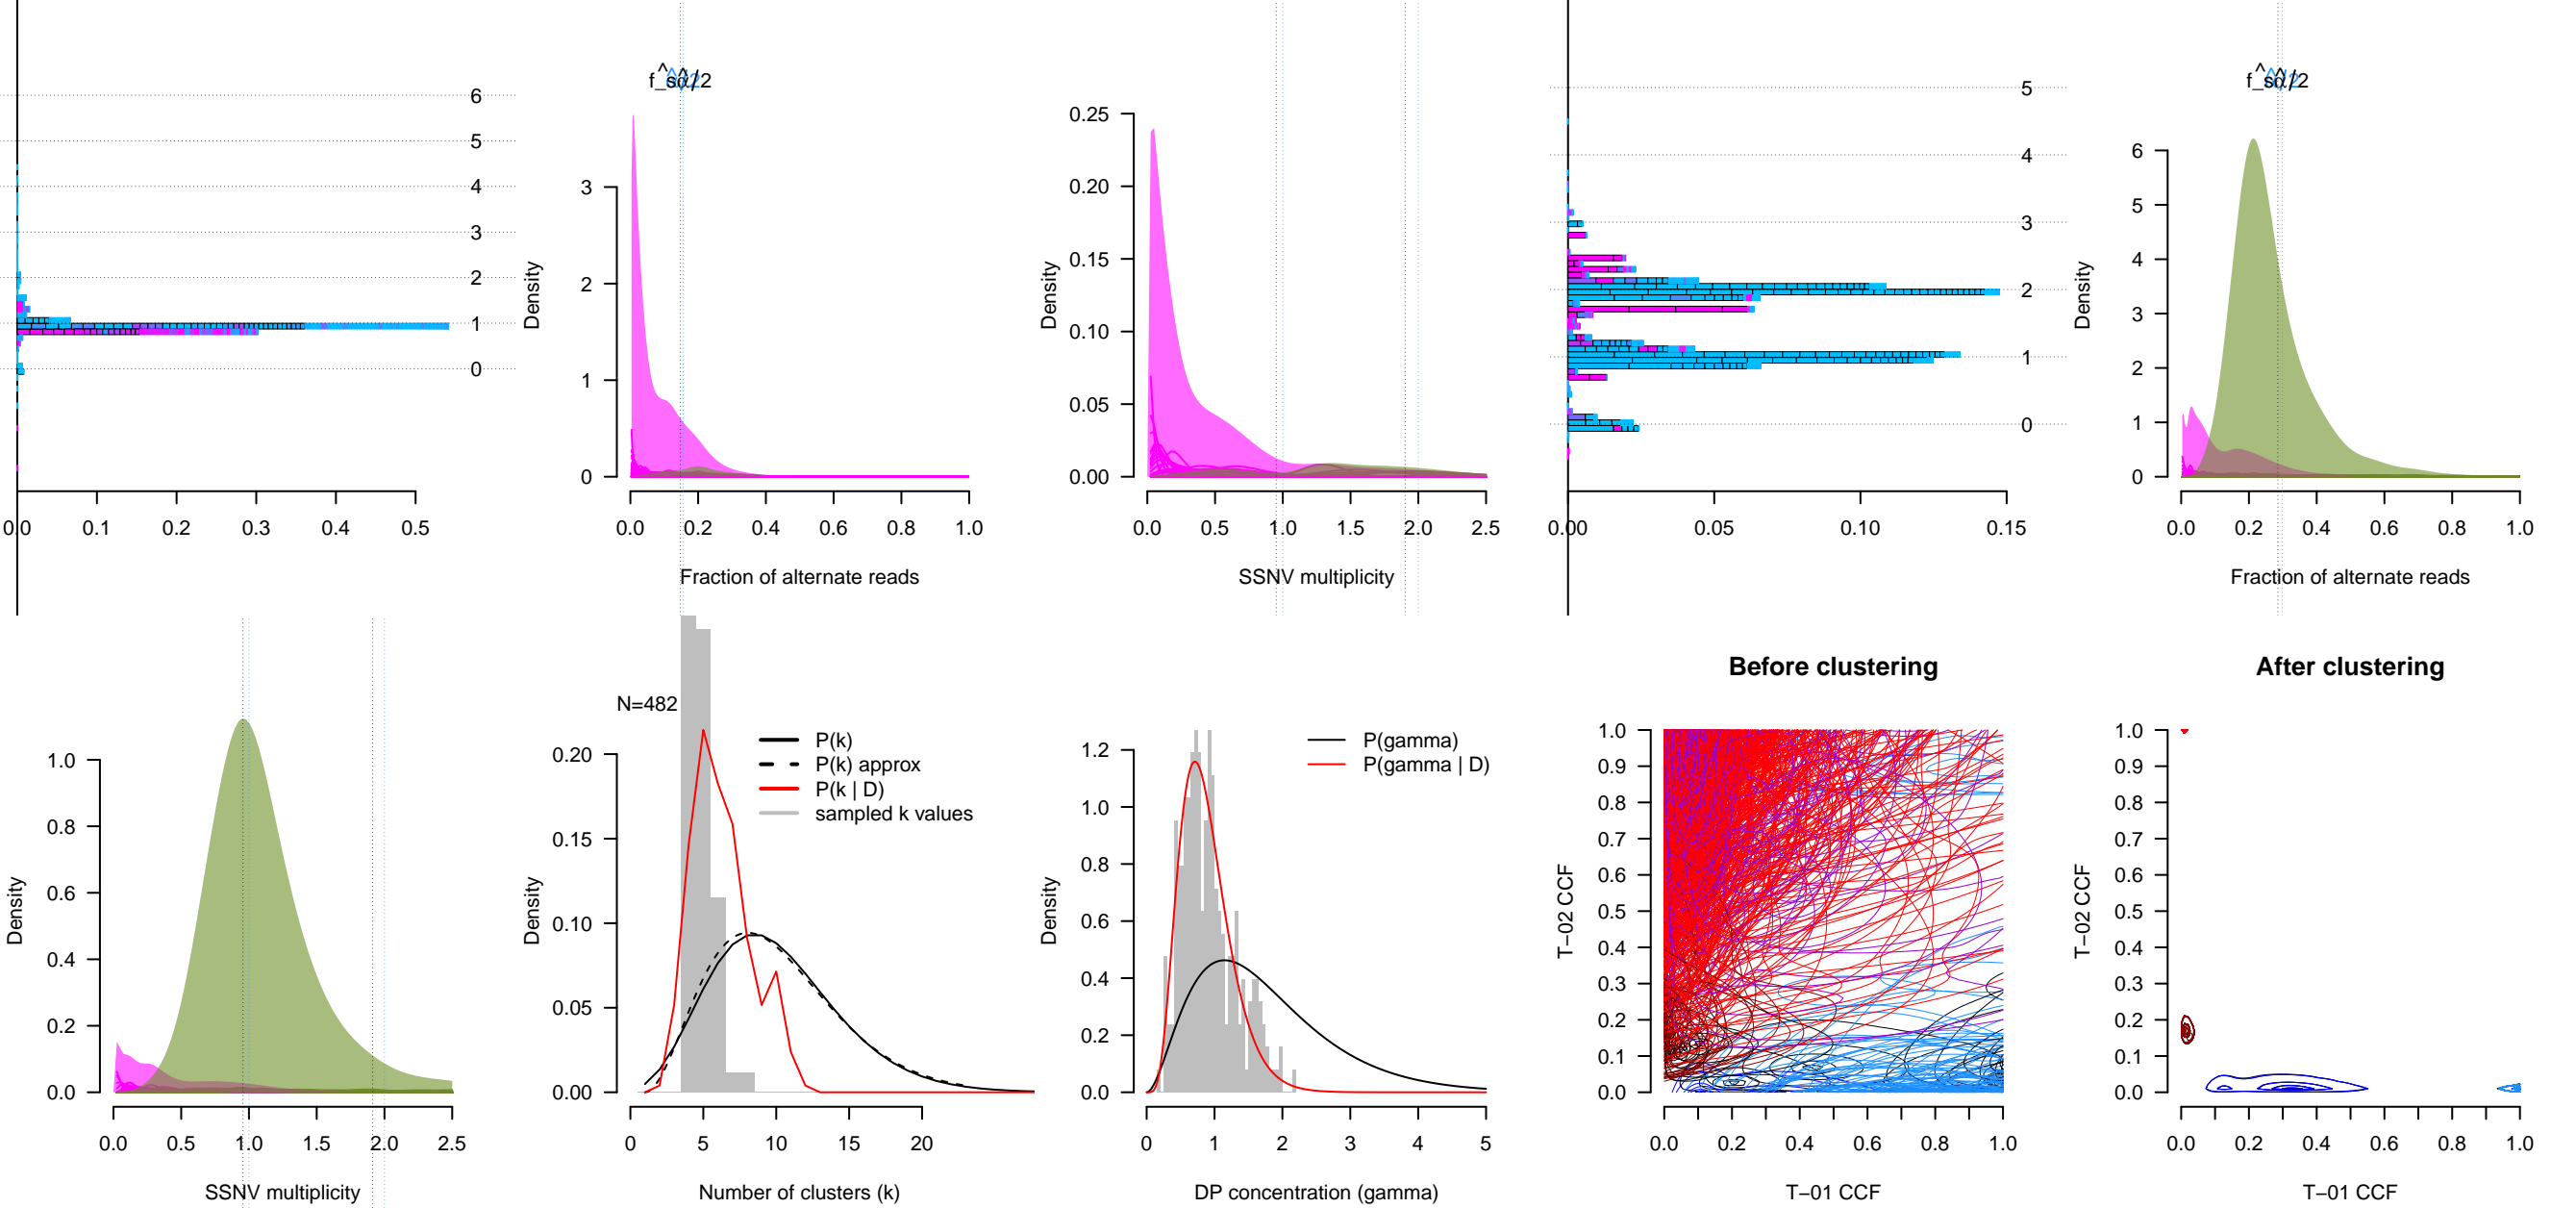 6
5
4
3
2
1
0
0.0 0.1 0.2 0.3 0.4 0.5
Density
3
2
1
0
0.0 0.2 0.4 0.6 0.8 1.0
Fraction of alternate reads
Density
0.25
0.20
0.15
0.10
0.05
0.00
0.0 0.5 1.0 1.5 2.0 2.5
SSNV multiplicity
5
4
3
2
1
0
0.00 0.05 0.10 0.15
Density
6
5
4
3
2
1
0
0.0 0.2 0.4 0.6 0.8 1.0
Fraction of alternate reads
Density
1.0
0.8
0.6
0.4
0.2
0.0
0.0 0.5 1.0 1.5 2.0 2.5
SSNV multiplicity
N=482
P(k)
P(k) approx
P(k | D)
sampled k values
Density
0.20
0.15
0.10
0.05
0.00
0 5 10 15 20
Number of clusters (k)
P(gamma)
P(gamma | D)
Density
1.2
1.0
0.8
0.6
0.4
0.2
0.0
0 1 2 3 4 5
DP concentration (gamma)
Before clustering
T−02 CCF
1.0
0.9
0.8
0.7
0.6
0.5
0.4
0.3
0.2
0.1
0.0
0.0 0.2 0.4 0.6 0.8 1.0
T−01 CCF
After clustering
T−02 CCF
1.0
0.9
0.8
0.7
0.6
0.5
0.4
0.3
0.2
0.1
0.0
0.0 0.2 0.4 0.6 0.8 1.0
T−01 CCF